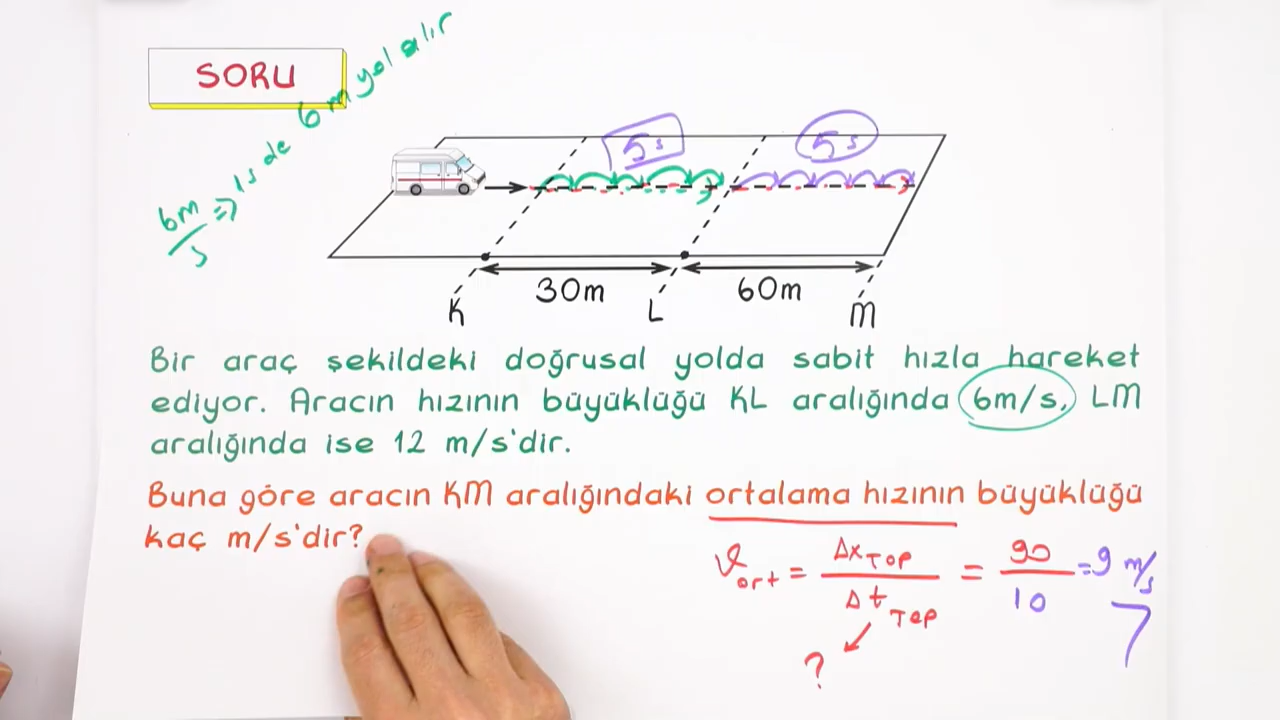 SORU
6m/s => 1s de 6m yol alır
5s
5s
30m
60m
K
L
M
Bir araç şekildeki doğrusal yolda sabit hızla hareket
ediyor. Aracın hızının büyüklüğü KL aralığında 6m/s, LM
aralığında ise 12 m/s'dir.
Buna göre aracın KM aralığındaki ortalama hızının büyüklüğü
kaç m/s'dir?
ϑort = ΔxTOP / ΔtTOP = 90/10 = 9 m/s
?